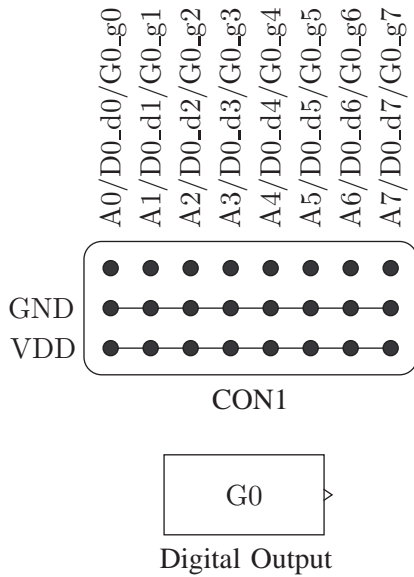 A0/D0_d0/G0_g0
A1/D0_d1/G0_g1
A2/D0_d2/G0_g2
A3/D0_d3/G0_g3
A4/D0_d4/G0_g4
A5/D0_d5/G0_g5
A6/D0_d6/G0_g6
A7/D0_d7/G0_g7
GND
VDD
CON1
G0
Digital Output